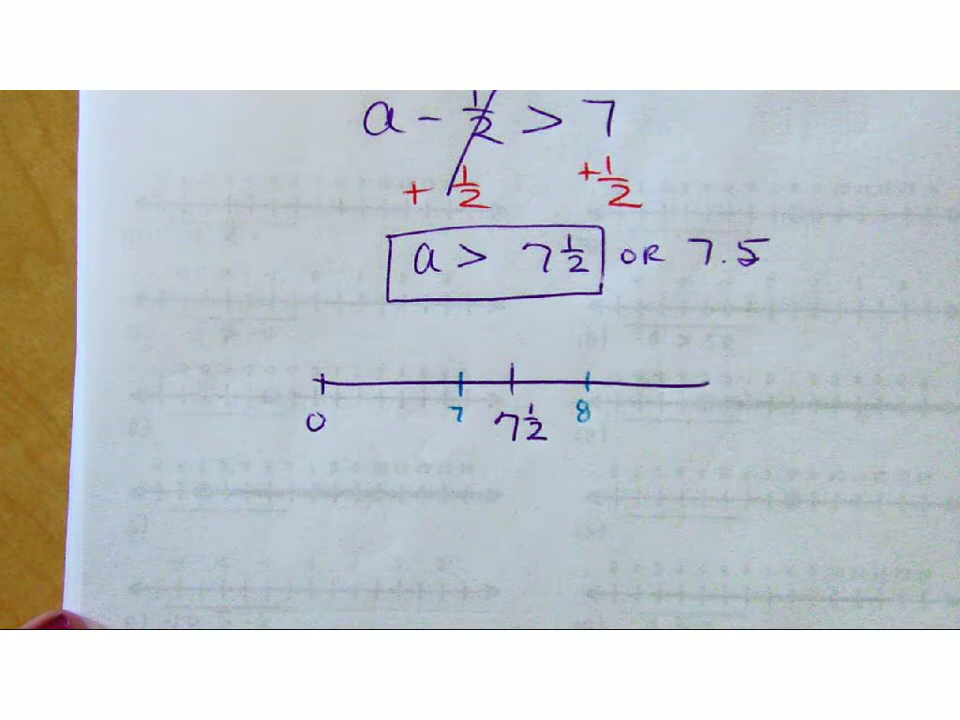 a - 1/2 > 7
+ 1/2 + 1/2
a > 7 1/2 OR 7.5
0 7 7 1/2 8